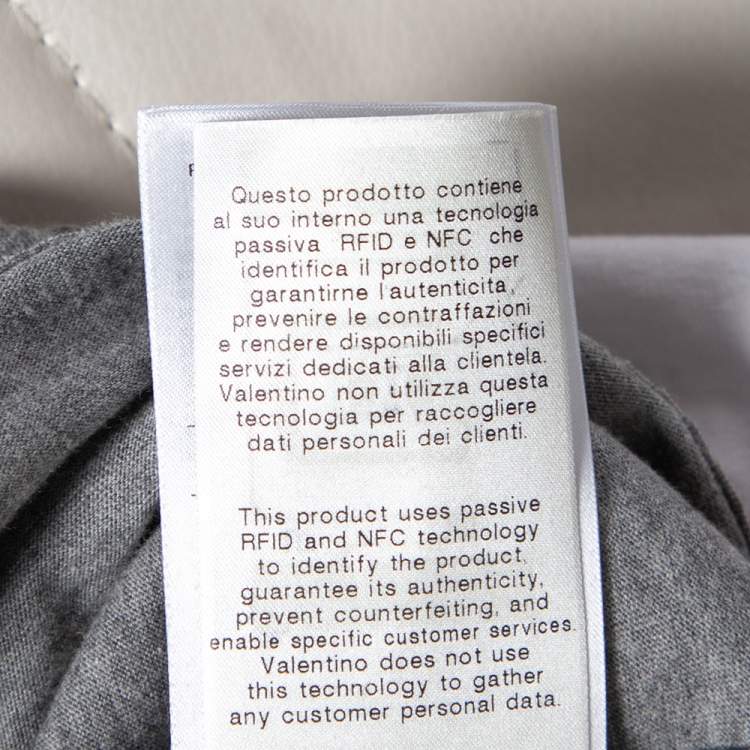 Questo prodotto contiene
al suo interno una tecnologia
passiva RFID e NFC che
identifica il prodotto per
garantirne l'autenticita,
prevenire le contraffazioni
e rendere disponibili specifici
servizi dedicati alla clientela.
Valentino non utilizza questa
tecnologia per raccogliere
dati personali dei clienti.
This product uses passive
RFID and NFC technology
to identify the product,
guarantee its authenticity,
prevent counterfeiting, and
enable specific customer services.
Valentino does not use
this technology to gather
any customer personal data.